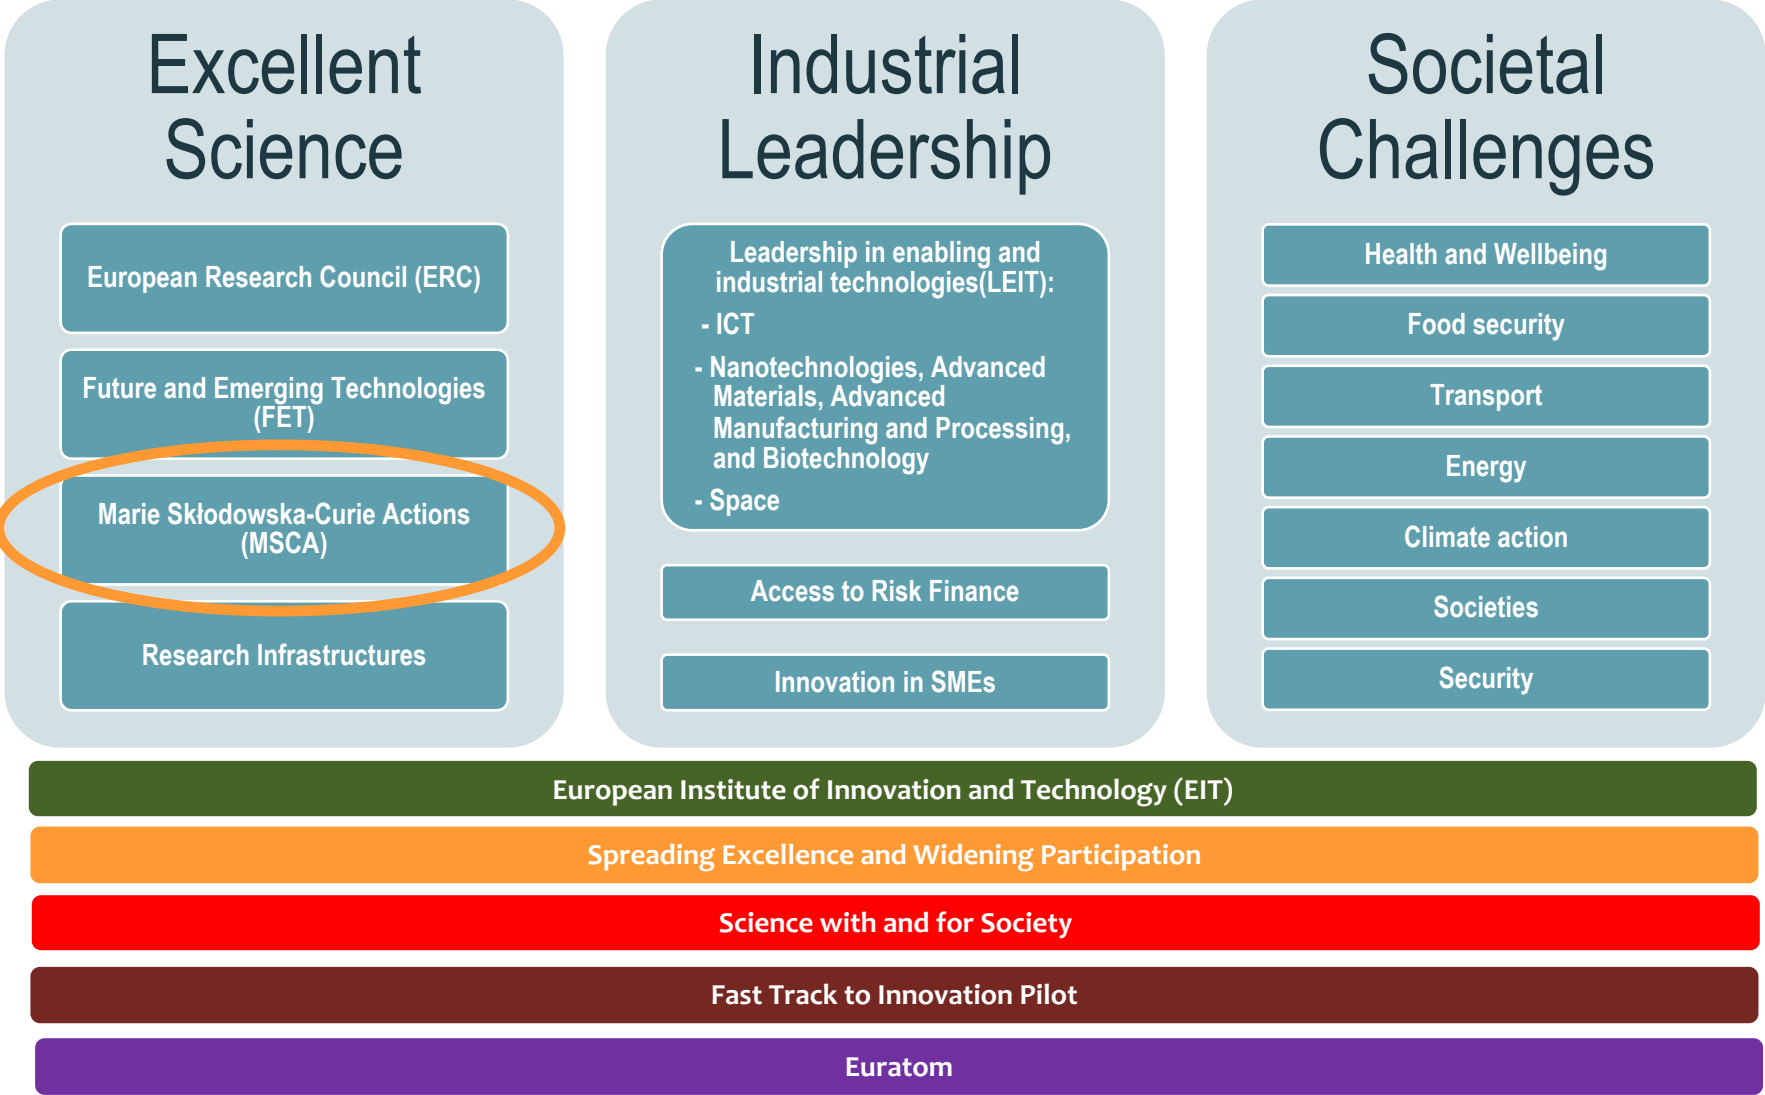 Excellent
Science
European Research Council (ERC)
Future and Emerging Technologies
(FET)
Marie Skłodowska-Curie Actions
(MSCA)
Research Infrastructures
Industrial
Leadership
Leadership in enabling and
industrial technologies(LEIT):
- ICT
- Nanotechnologies, Advanced
Materials, Advanced
Manufacturing and Processing,
and Biotechnology
- Space
Access to Risk Finance
Innovation in SMEs
Societal
Challenges
Health and Wellbeing
Food security
Transport
Energy
Climate action
Societies
Security
European Institute of Innovation and Technology (EIT)
Spreading Excellence and Widening Participation
Science with and for Society
Fast Track to Innovation Pilot
Euratom